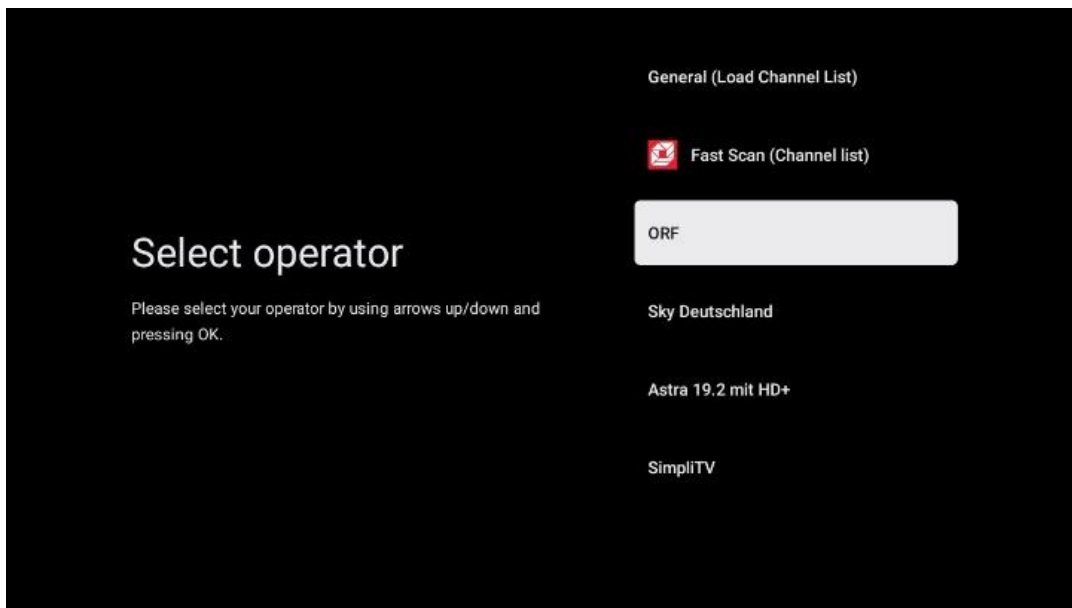 General (Load Channel List)
Fast Scan (Channel list)
ORF
Select operator
Please select your operator by using arrows up/down and
pressing OK.
Sky Deutschland
Astra 19.2 mit HD+
SimpliTV